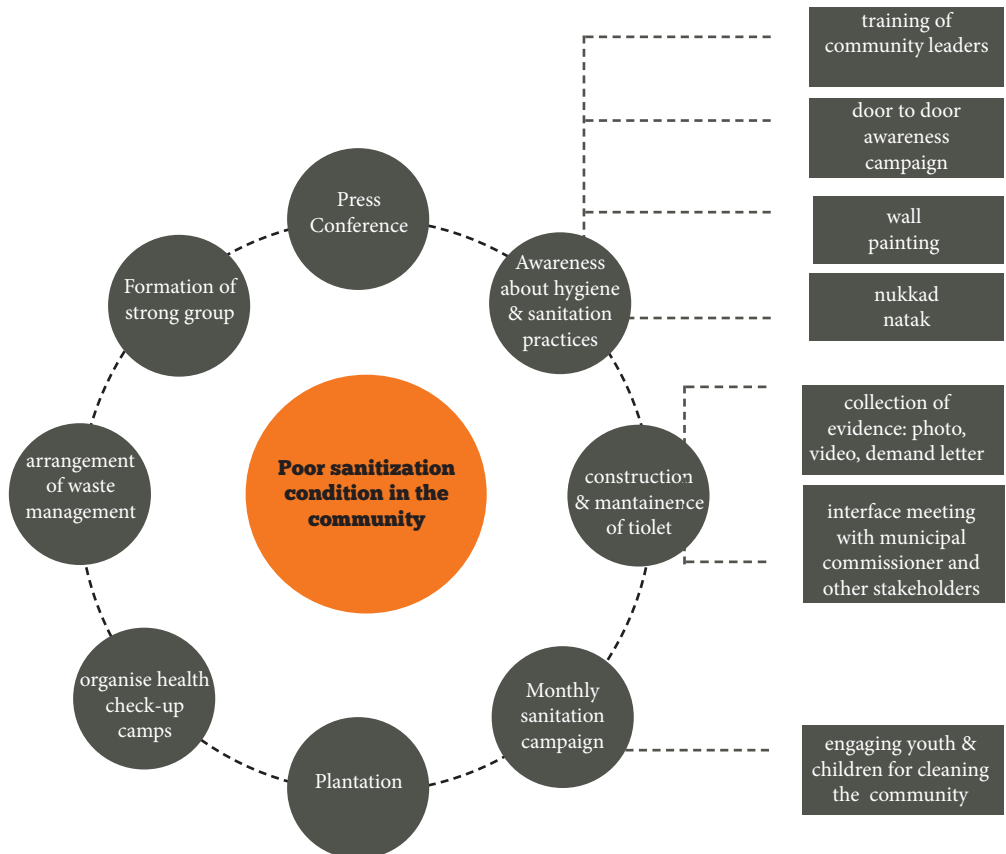 Press
Conference
Awareness
about hygiene
& sanitation
practices
training of
community leaders
door to door
awareness
campaign
wall
painting
nukkad
natak
construction
& mantainence
of tiolet
collection of
evidence: photo,
video, demand letter
interface meeting
with municipal
commissioner and
other stakeholders
Monthly
sanitation
campaign
engaging youth &
children for cleaning
the community
Plantation
organise health
check-up
camps
arrangement
of waste
management
Formation of
strong group
Poor sanitization
condition in the
community